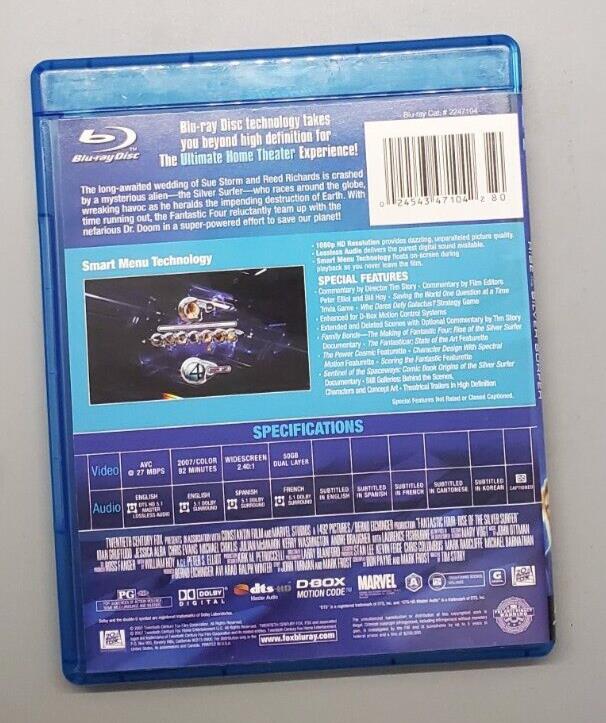 Blu-ray Disc
Blu-ray Disc technology takes
you beyond high definition for
The Ultimate Home Theater Experience!
Blu-ray Cat. # 2247104
0 24543 47104 2 80
The long-awaited wedding of Sue Storm and Reed Richards is crashed
by a mysterious alien—the Silver Surfer—who races around the globe,
wreaking havoc as he heralds the impending destruction of Earth. With
time running out, the Fantastic Four reluctantly team up with the
nefarious Dr. Doom in a super-powered effort to save our planet!
Smart Menu Technology
• 1080p HD Resolution provides dazzling, unparalleled picture quality.
• Lossless Audio delivers the purest digital sound available.
• Smart Menu Technology floats on-screen during
playback so you never leave the film.
SPECIAL FEATURES
• Commentary by Director Tim Story • Commentary by Film Editors
Peter Elliot and Bill Hoy • Saving the World One Question at a Time
Trivia Game • Who Dares Defy Galactus? Strategy Game
• Enhanced for D-Box Motion Control Systems
• Extended and Deleted Scenes with Optional Commentary by Tim Story
• Family Bonds—The Making of Fantastic Four: Rise of the Silver Surfer
Documentary • The Fantasticar: State of the Art Featurette
• The Power Cosmic Featurette • Character Design With Spectral
Motion Featurette • Scoring the Fantastic Featurette
• Sentinel of the Spaceways: Comic Book Origins of the Silver Surfer
Documentary • Still Galleries: Behind the Scenes,
Characters and Concept Art • Theatrical Trailers in High Definition
Special Features Not Rated or Closed Captioned.
SPECIFICATIONS
Video
AVC @ 27 MBPS
2007/COLOR 92 MINUTES
WIDESCREEN 2.40:1
50GB DUAL LAYER
Audio
ENGLISH DTS HD 5.1 MASTER LOSSLESS AUDIO
ENGLISH 5.1 DOLBY SURROUND
SPANISH 5.1 DOLBY SURROUND
FRENCH 5.1 DOLBY SURROUND
SUBTITLED IN ENGLISH
SUBTITLED IN SPANISH
SUBTITLED IN FRENCH
SUBTITLED IN CANTONESE
SUBTITLED IN KOREAN
CAPTIONED
PG
DOLBY DIGITAL
dts-HD Master Audio
D-BOX MOTION CODE™
MARVEL
www.foxbluray.com